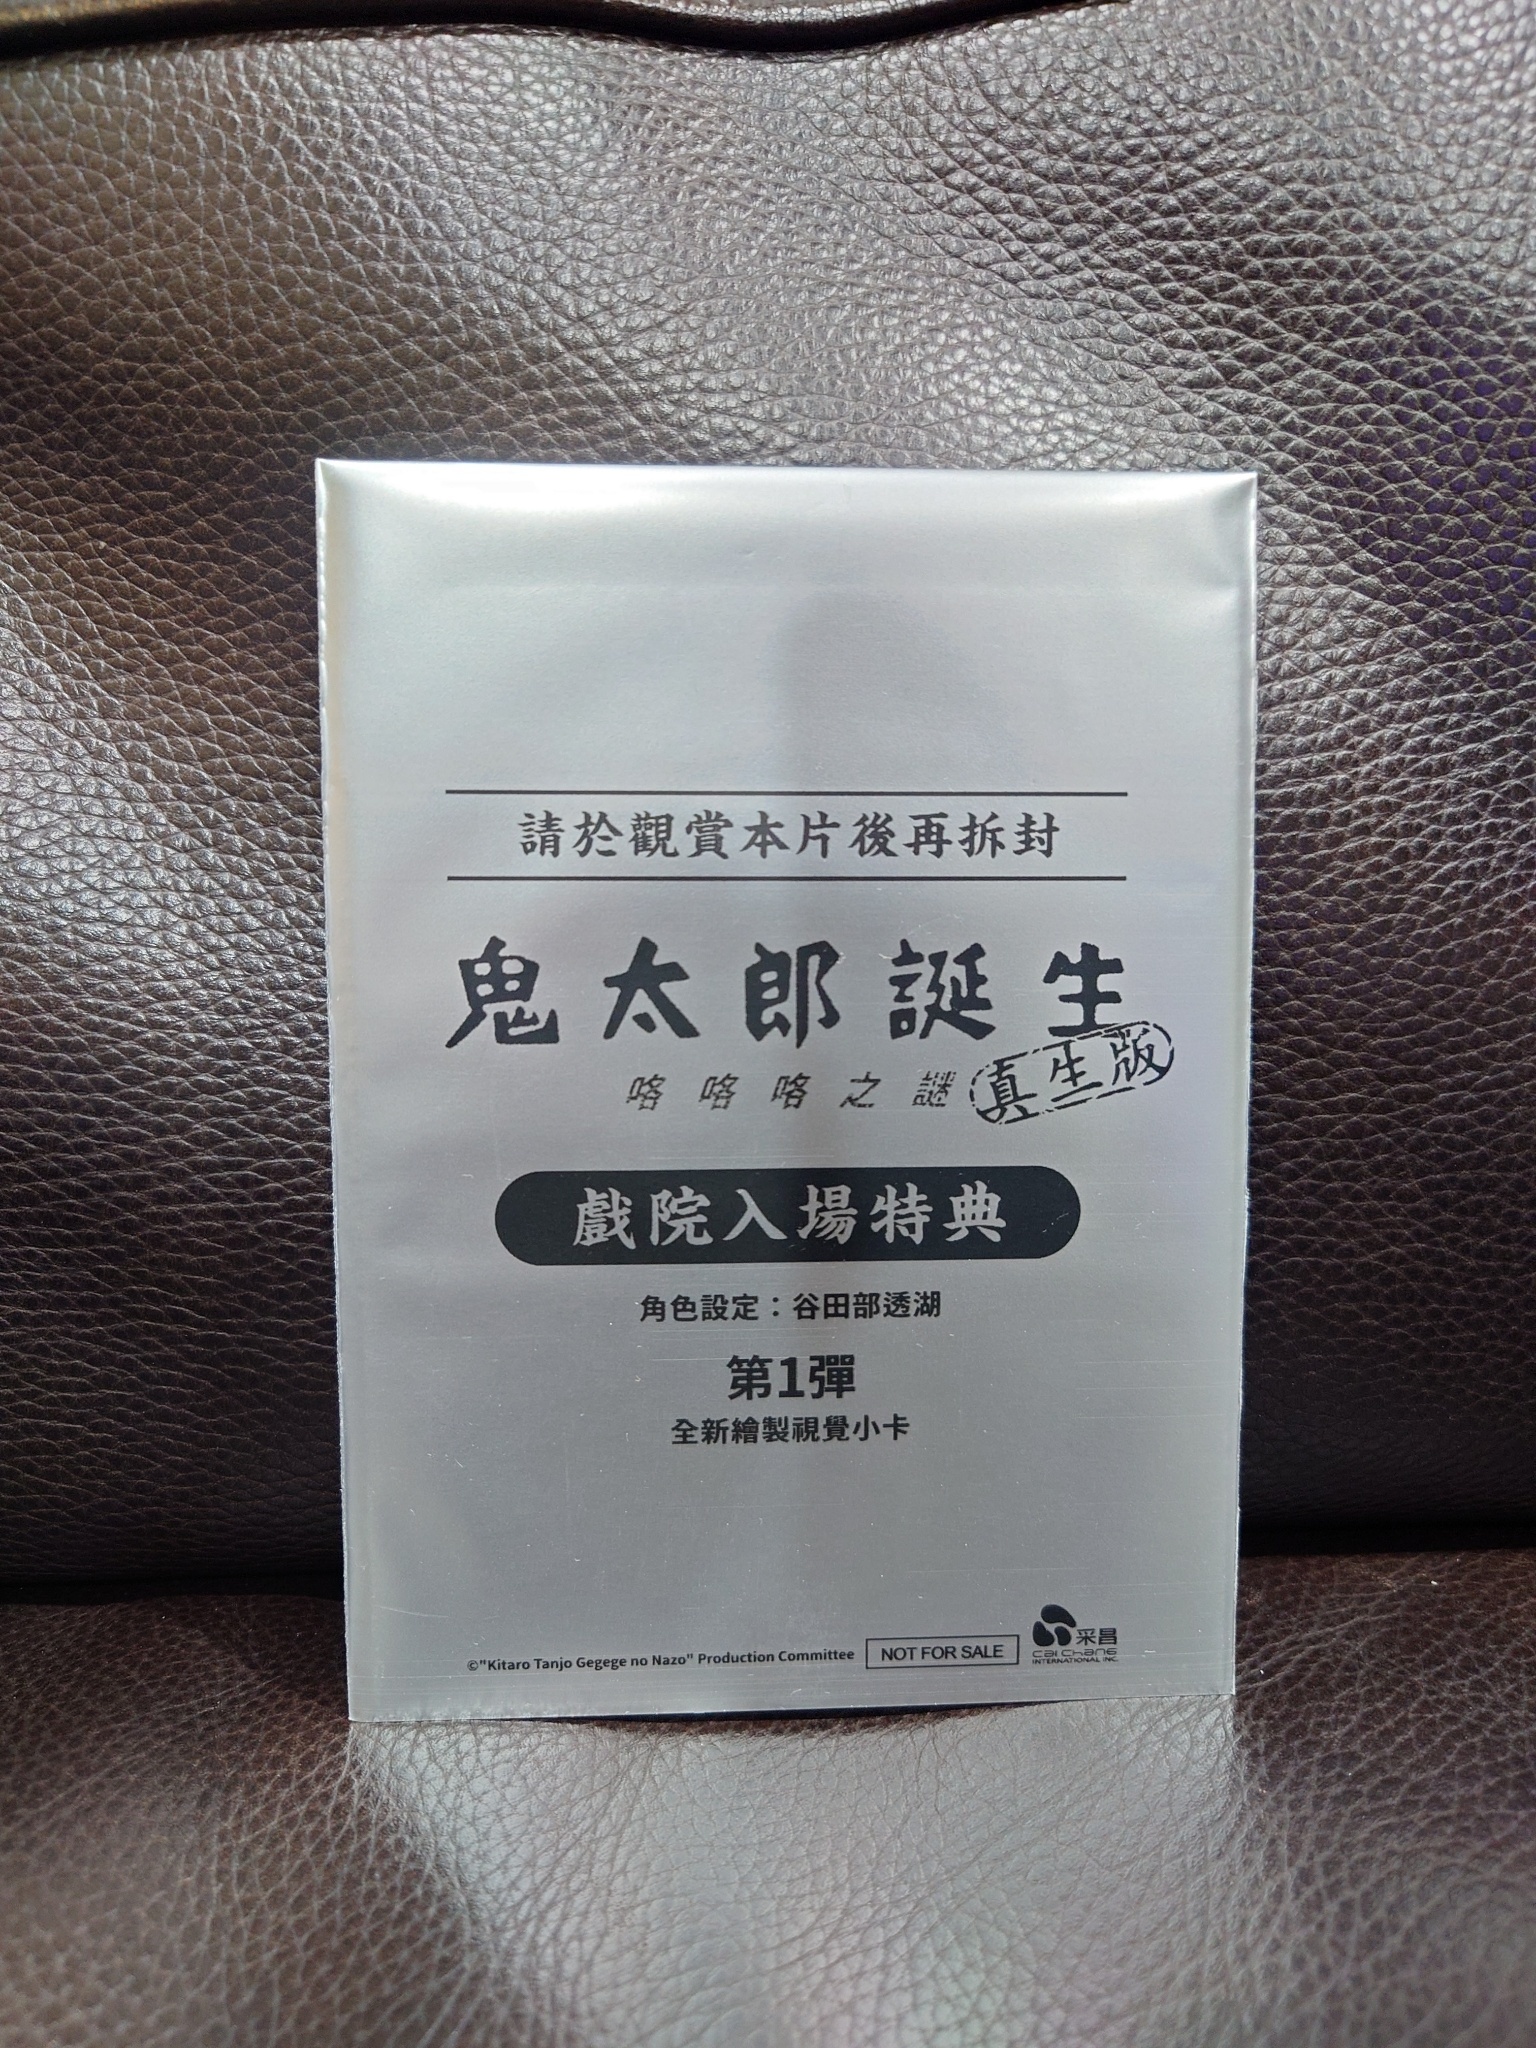 請於觀賞本片後再拆封
鬼太郎誕生
咯咯咯之謎
真生版
戲院入場特典
角色設定：谷田部透湖
第1彈
全新繪製視覺小卡
©"Kitaro Tanjo Gegege no Nazo" Production Committee
NOT FOR SALE
采昌
cai chang
INTERNATIONAL INC.